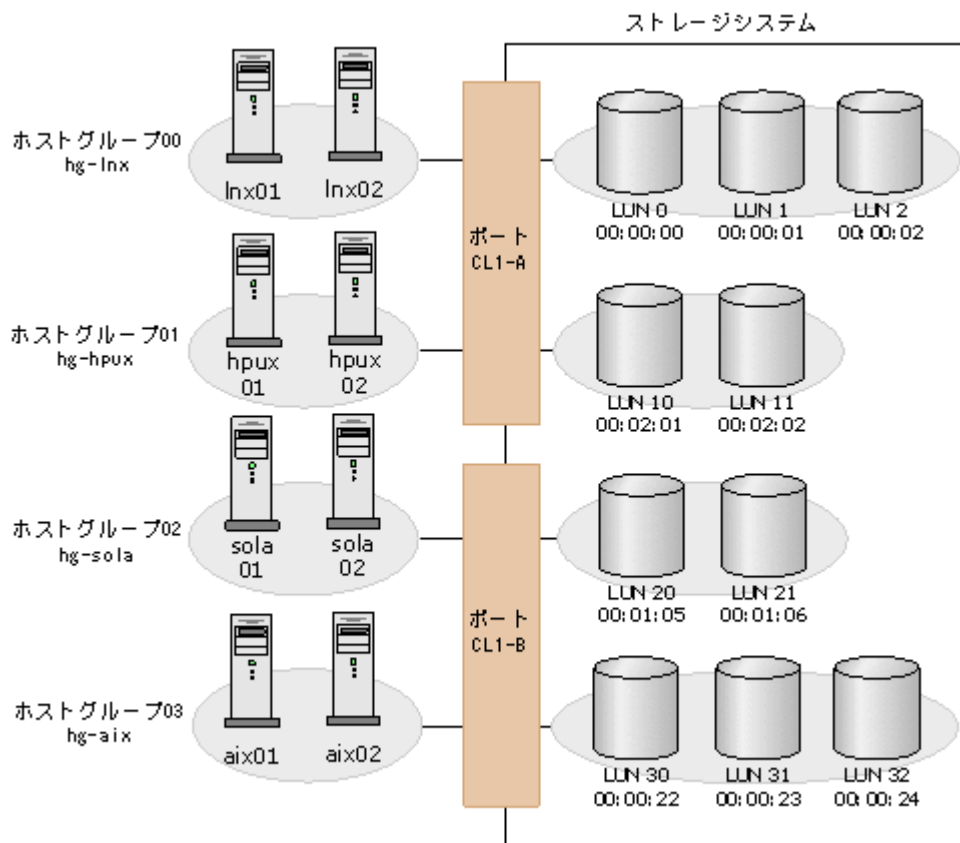 ストレージシステム
ホストグループ00
hg-lnx
lnx01
lnx02
ポート
CL1-A
LUN 0
00:00:00
LUN 1
00:00:01
LUN 2
00:00:02
ホストグループ01
hg-hpux
hpux
01
hpux
02
LUN 10
00:02:01
LUN 11
00:02:02
ホストグループ02
hg-sola
sola
01
sola
02
ポート
CL1-B
LUN 20
00:01:05
LUN 21
00:01:06
ホストグループ03
hg-aix
aix01
aix02
LUN 30
00:00:22
LUN 31
00:00:23
LUN 32
00:00:24